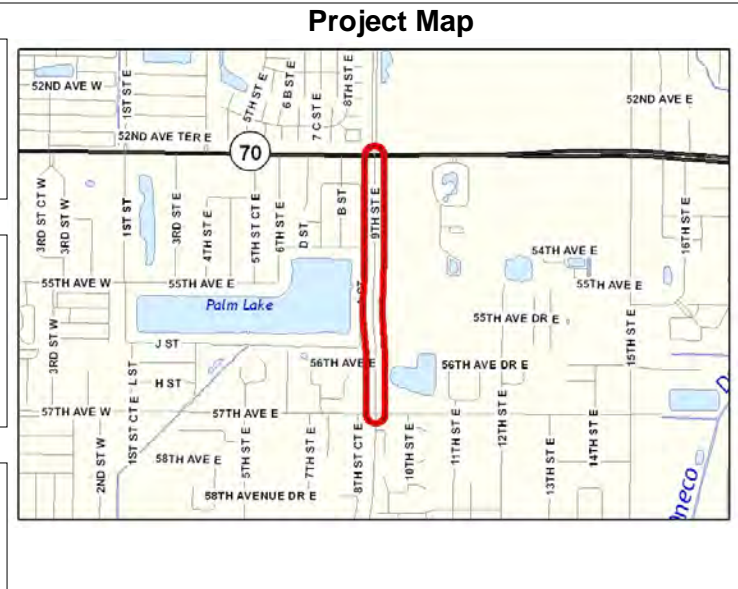 Project Map
52ND AVE W
1ST ST E
5TH ST E
6 B ST E
7 C ST E
8TH ST E
52ND AVE E
52ND AVE TER E
70
3RD ST CT W
3RD ST W
1ST ST
3RD ST E
4TH ST E
5TH ST CT E
6TH ST E
D ST
B ST
9TH ST E
16TH ST E
54TH AVE E
55TH AVE W
55TH AVE E
55TH AVE E
Palm Lake
55TH AVE DR E
15TH ST E
J ST
3RD ST W
H ST
56TH AVE E
56TH AVE DR E
57TH AVE W
1ST ST CT E - L ST
57TH AVE E
2ND ST W
58TH AVE E
5TH ST E
7TH ST E
8TH ST CT E
10TH ST E
11TH ST E
12TH ST E
13TH ST E
14TH ST E
58TH AVENUE DR E
neco